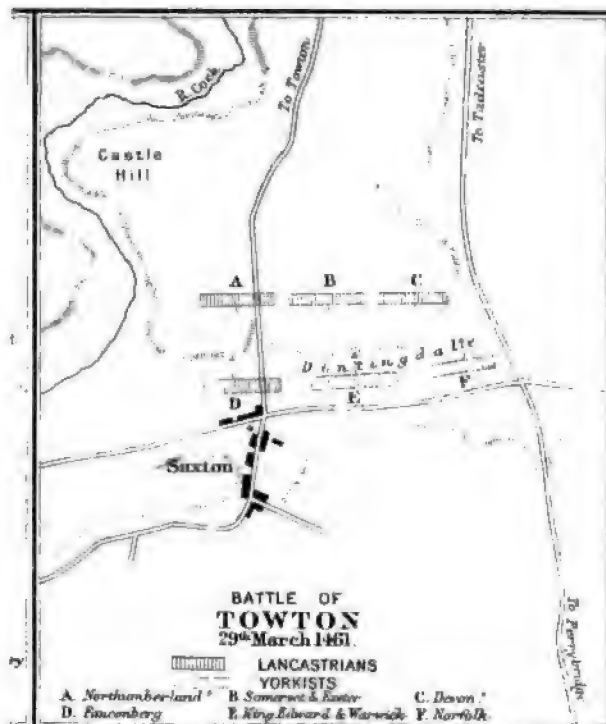 R. Cock
To Towton
To Tadcaster
Castle
Hill
A B C
Dintingdale
D E F
Saxton
To Ferrybridge
BATTLE OF
TOWTON
29th March 1461.
LANCASTRIANS
YORKISTS
A. Northumberland B Somerset & Exeter C. Devon
D. Fauconberg E. King Edward & Warwick F. Norfolk